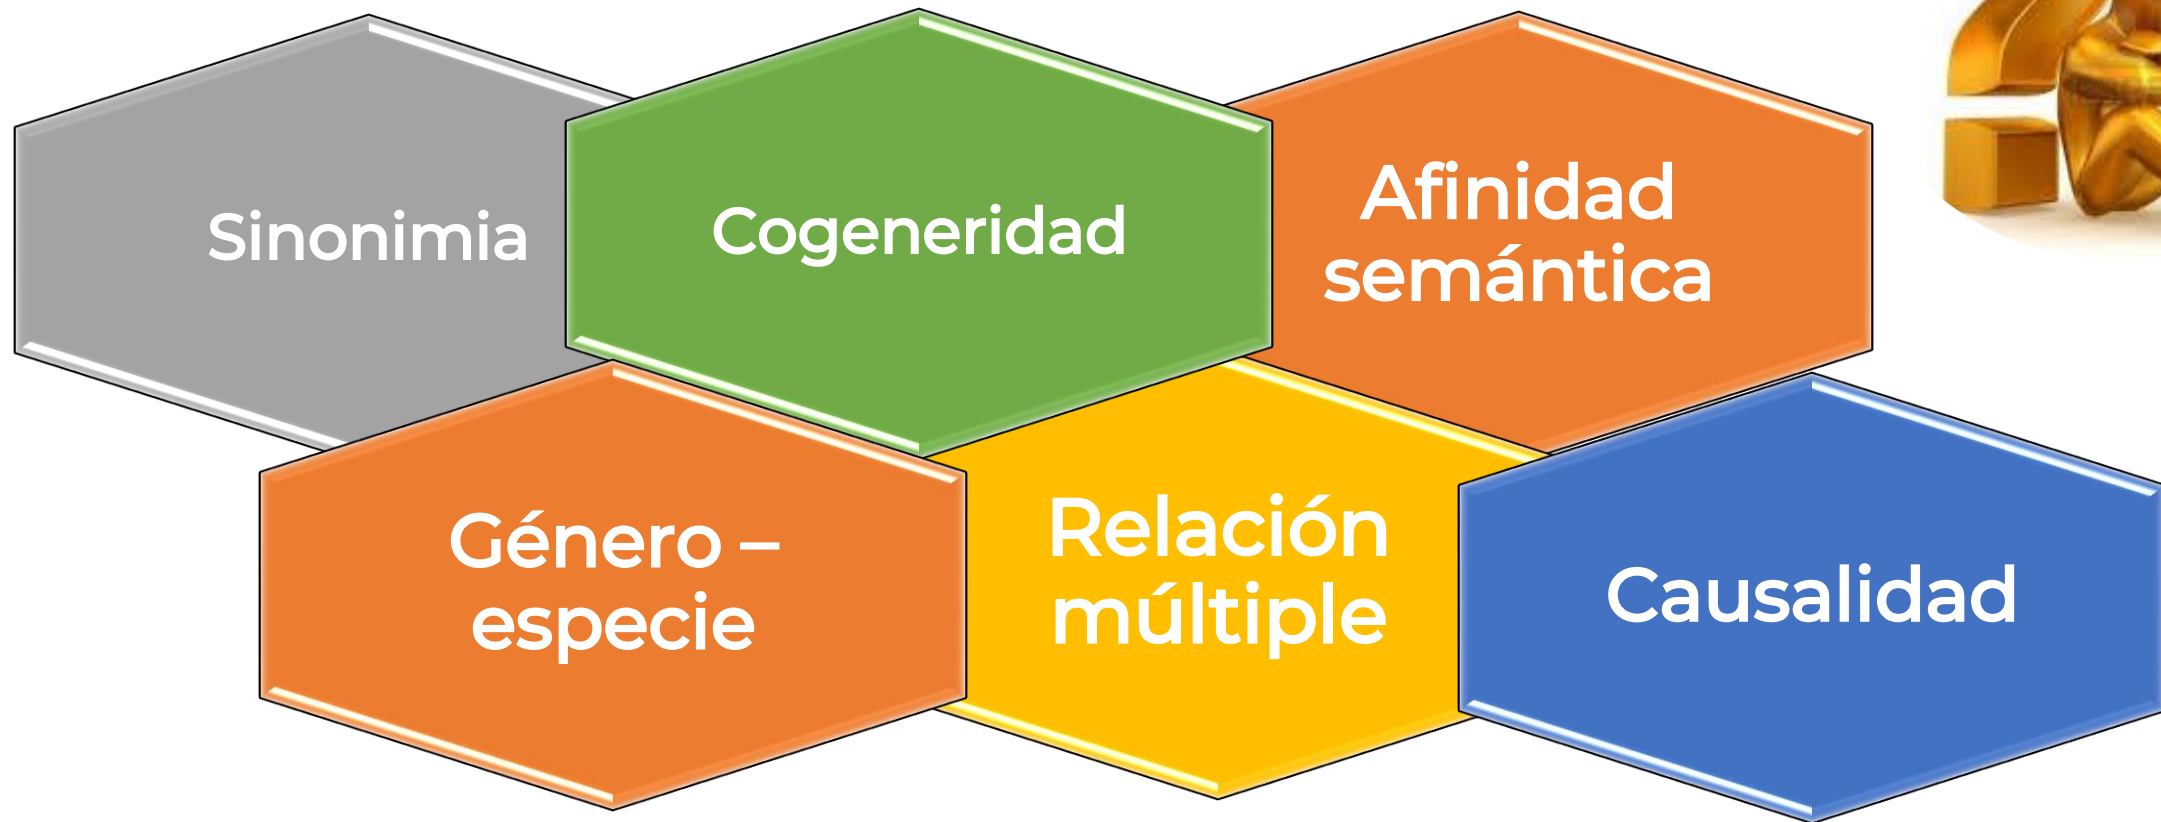 Sinonimia
Cogeneridad
Afinidad
semántica
Género –
especie
Relación
múltiple
Causalidad